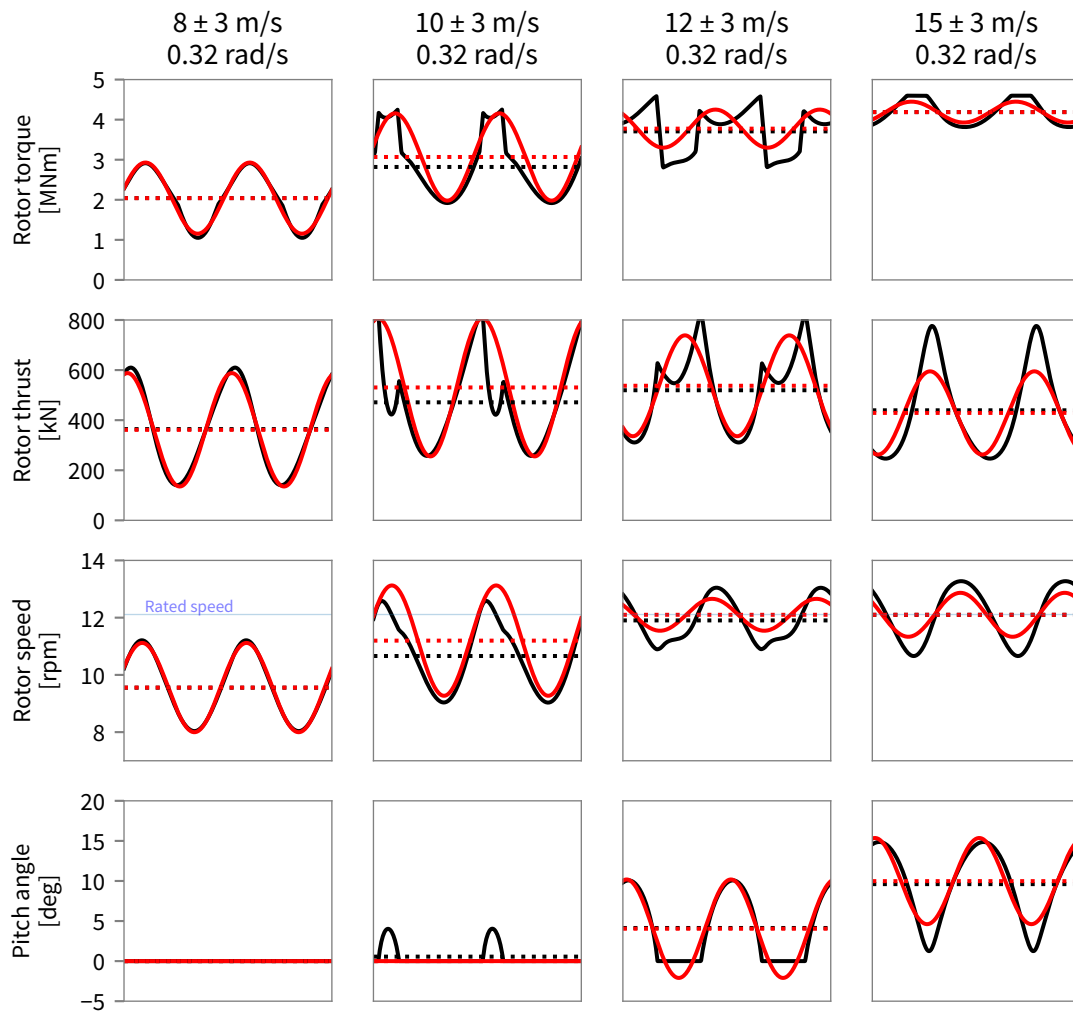 8 ± 3 m/s
0.32 rad/s
10 ± 3 m/s
0.32 rad/s
12 ± 3 m/s
0.32 rad/s
15 ± 3 m/s
0.32 rad/s
Rotor torque
[MNm]
5
4
3
2
1
0
Rotor thrust
[kN]
800
600
400
200
0
Rotor speed
[rpm]
14
12
10
8
Rated speed
Pitch angle
[deg]
20
15
10
5
0
−5